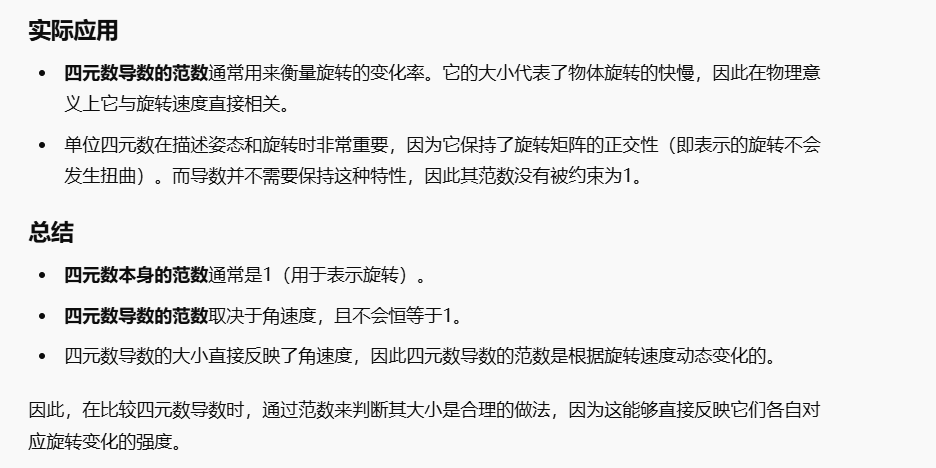 实际应用
• 四元数导数的范数通常用来衡量旋转的变化率。它的大小代表了物体旋转的快慢，因此在物理意
义上它与旋转速度直接相关。
• 单位四元数在描述姿态和旋转时非常重要，因为它保持了旋转矩阵的正交性（即表示的旋转不会
发生扭曲）。而导数并不需要保持这种特性，因此其范数没有被约束为1。
总结
• 四元数本身的范数通常是1（用于表示旋转）。
• 四元数导数的范数取决于角速度，且不会恒等于1。
• 四元数导数的大小直接反映了角速度，因此四元数导数的范数是根据旋转速度动态变化的。
因此，在比较四元数导数时，通过范数来判断其大小是合理的做法，因为这能够直接反映它们各自对
应旋转变化的强度。